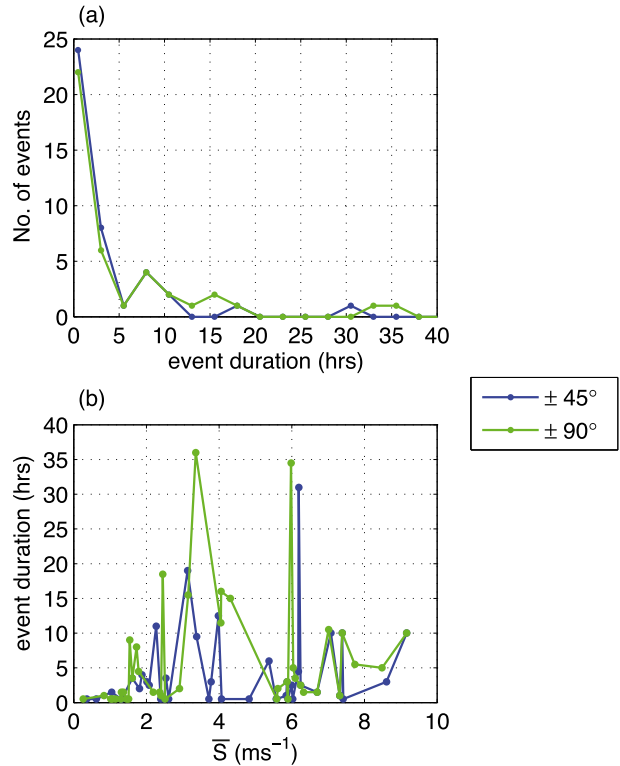 (a)
25
20
15
10
5
0
No. of events
0 5 10 15 20 25 30 35 40
event duration (hrs)
(b)
40
35
30
25
20
15
10
5
0
event duration (hrs)
0 2 4 6 8 10
S̅ (ms⁻¹)
± 45°
± 90°